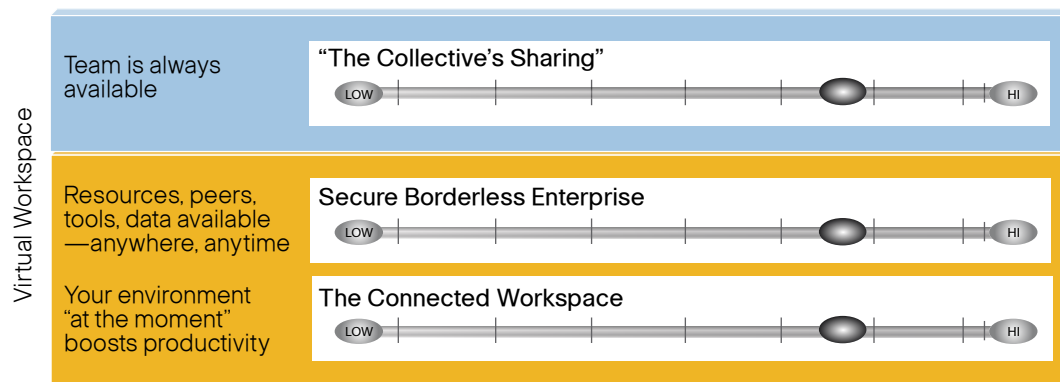 Virtual Workspace
Team is always
available
“The Collective’s Sharing”
LOW
HI
Resources, peers,
tools, data available
—anywhere, anytime
Secure Borderless Enterprise
LOW
HI
Your environment
“at the moment”
boosts productivity
The Connected Workspace
LOW
HI